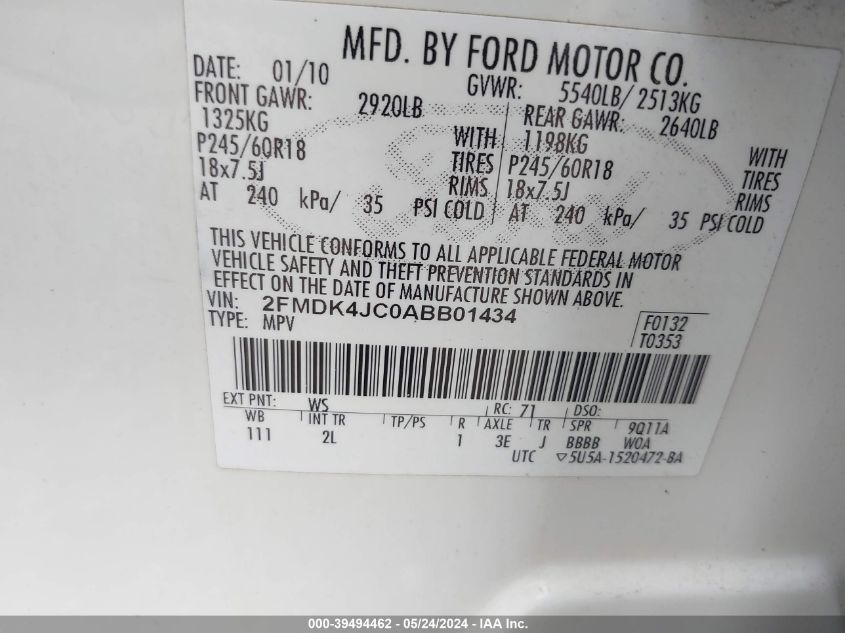 MFD. BY FORD MOTOR CO.
DATE: 01/10 GVWR: 5540LB/ 2513KG
FRONT GAWR: 2920LB REAR GAWR: 2640LB
1325KG WITH 1198KG WITH
P245/60R18 TIRES P245/60R18 TIRES
18x7.5J RIMS 18x7.5J RIMS
AT 240 kPa/ 35 PSI COLD AT 240 kPa/ 35 PSI COLD
THIS VEHICLE CONFORMS TO ALL APPLICABLE FEDERAL MOTOR
VEHICLE SAFETY AND THEFT PREVENTION STANDARDS IN
EFFECT ON THE DATE OF MANUFACTURE SHOWN ABOVE.
VIN: 2FMDK4JC0ABB01434 F0132
TYPE: MPV T0353
EXT PNT: WS RC: 71 DSO:
WB INT TR TP/PS R AXLE TR SPR 9Q11A
111 2L 1 3E J BBBB WOA
UTC ▽5U5A-1520472-BA
000-39494462 - 05/24/2024 - IAA Inc.